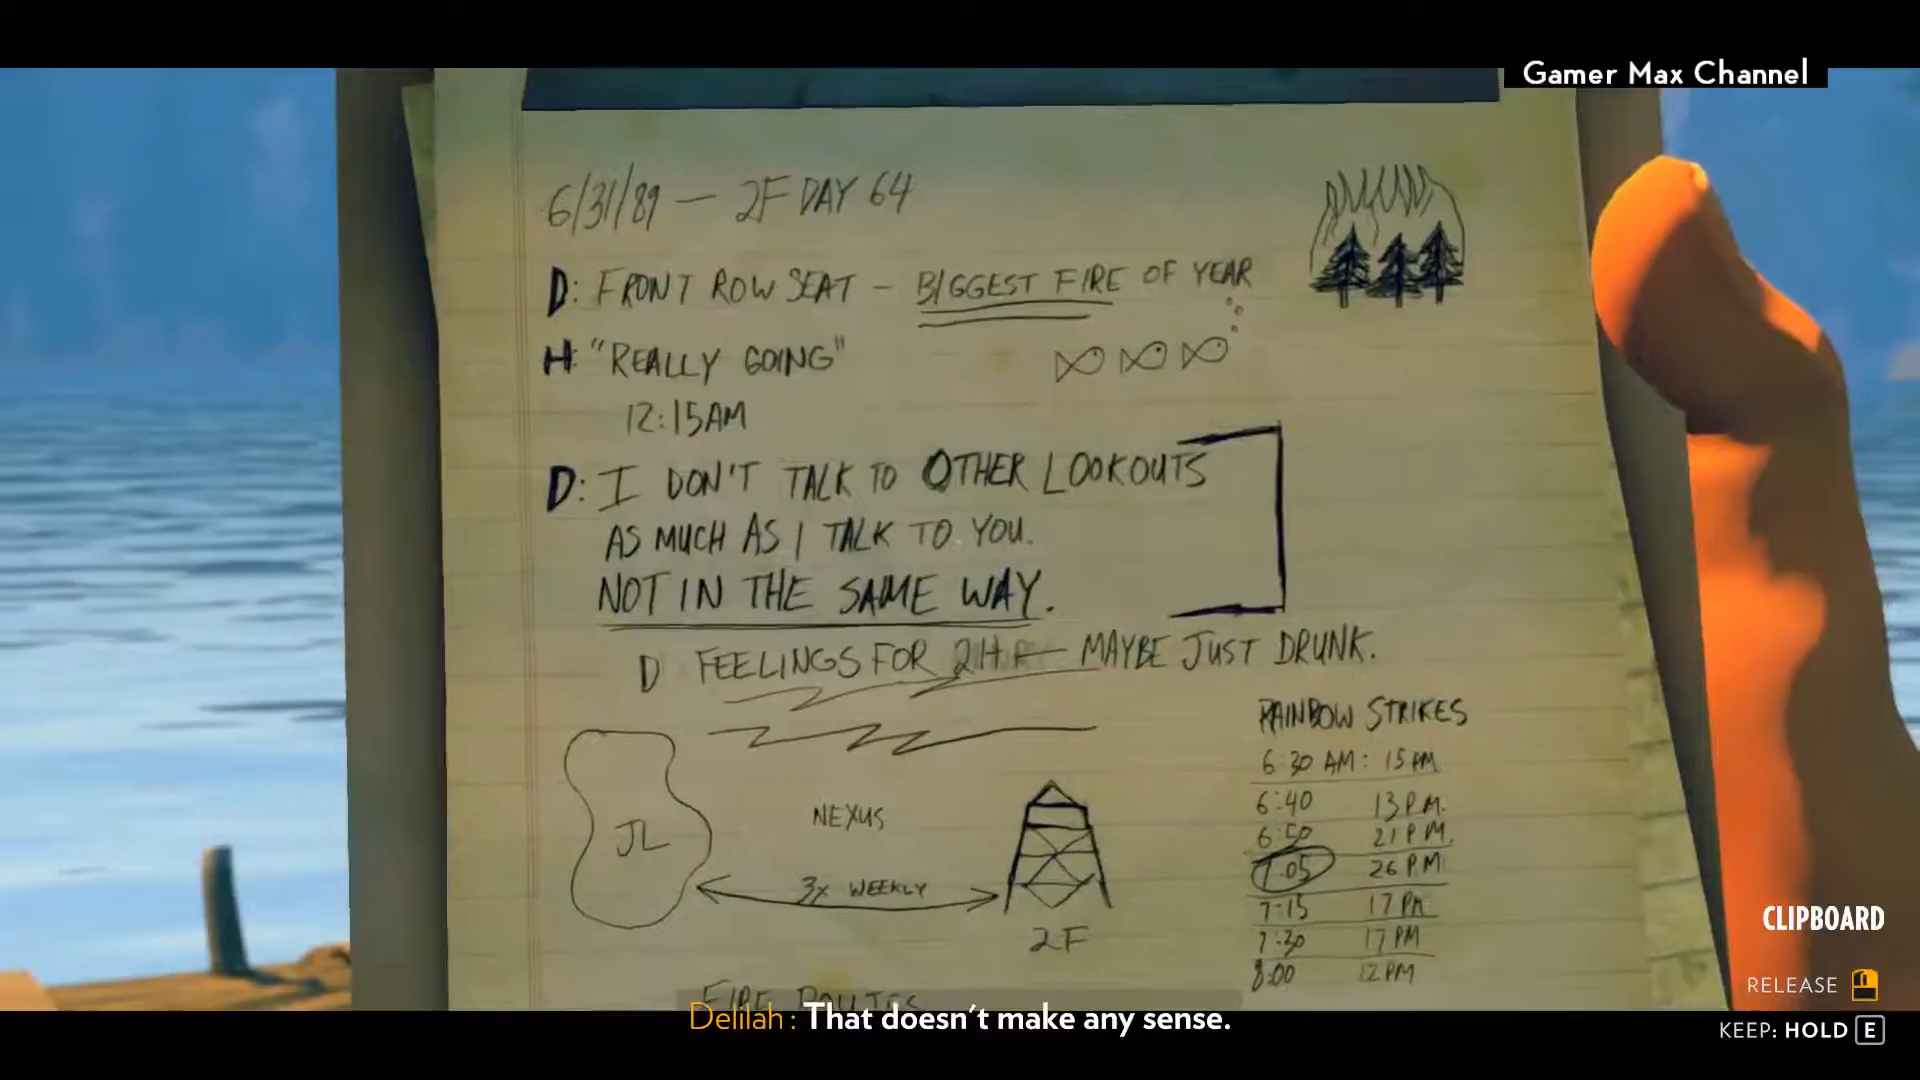 Gamer Max Channel
6/31/89 — 2F DAY 64
D: FRONT ROW SEAT - BIGGEST FIRE OF YEAR
H: "REALLY GOING"
12:15AM
D: I DON'T TALK TO OTHER LOOKOUTS
AS MUCH AS I TALK TO YOU.
NOT IN THE SAME WAY.
D FEELINGS FOR MAYBE JUST DRUNK.
RAINBOW STRIKES
6:30 AM: 15 PM
6:40 13 P.M.
6:50 21 P.M.
7:05 26 P.M
7:15 17 PM
7:30 17 PM
8:00 12 PM
JL
NEXUS
3x WEEKLY
2F
FIRE ROUTES
CLIPBOARD
RELEASE
Delilah : That doesn't make any sense.
KEEP: HOLD E